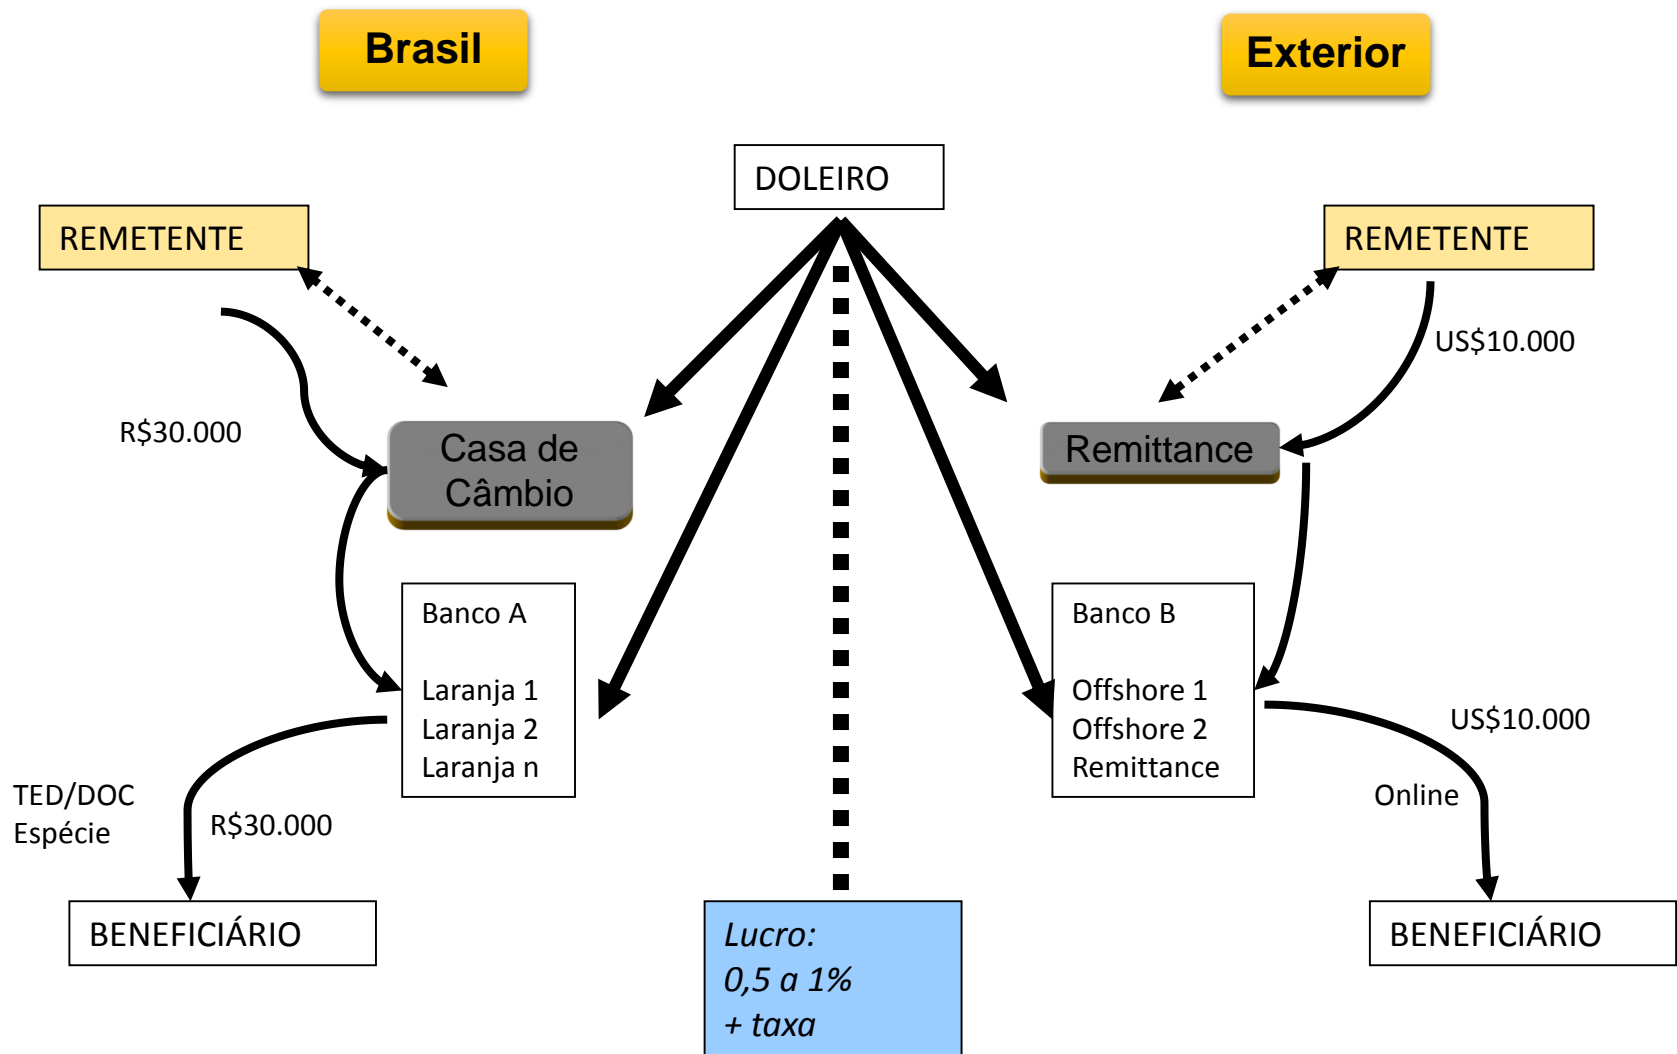 Brasil
Exterior
DOLEIRO
REMETENTE
REMETENTE
US$10.000
R$30.000
Casa de
Câmbio
Remittance
Banco A
Laranja 1
Laranja 2
Laranja n
Banco B
Offshore 1
Offshore 2
Remittance
US$10.000
TED/DOC
Espécie
R$30.000
Online
BENEFICIÁRIO
BENEFICIÁRIO
Lucro:
0,5 a 1%
+ taxa